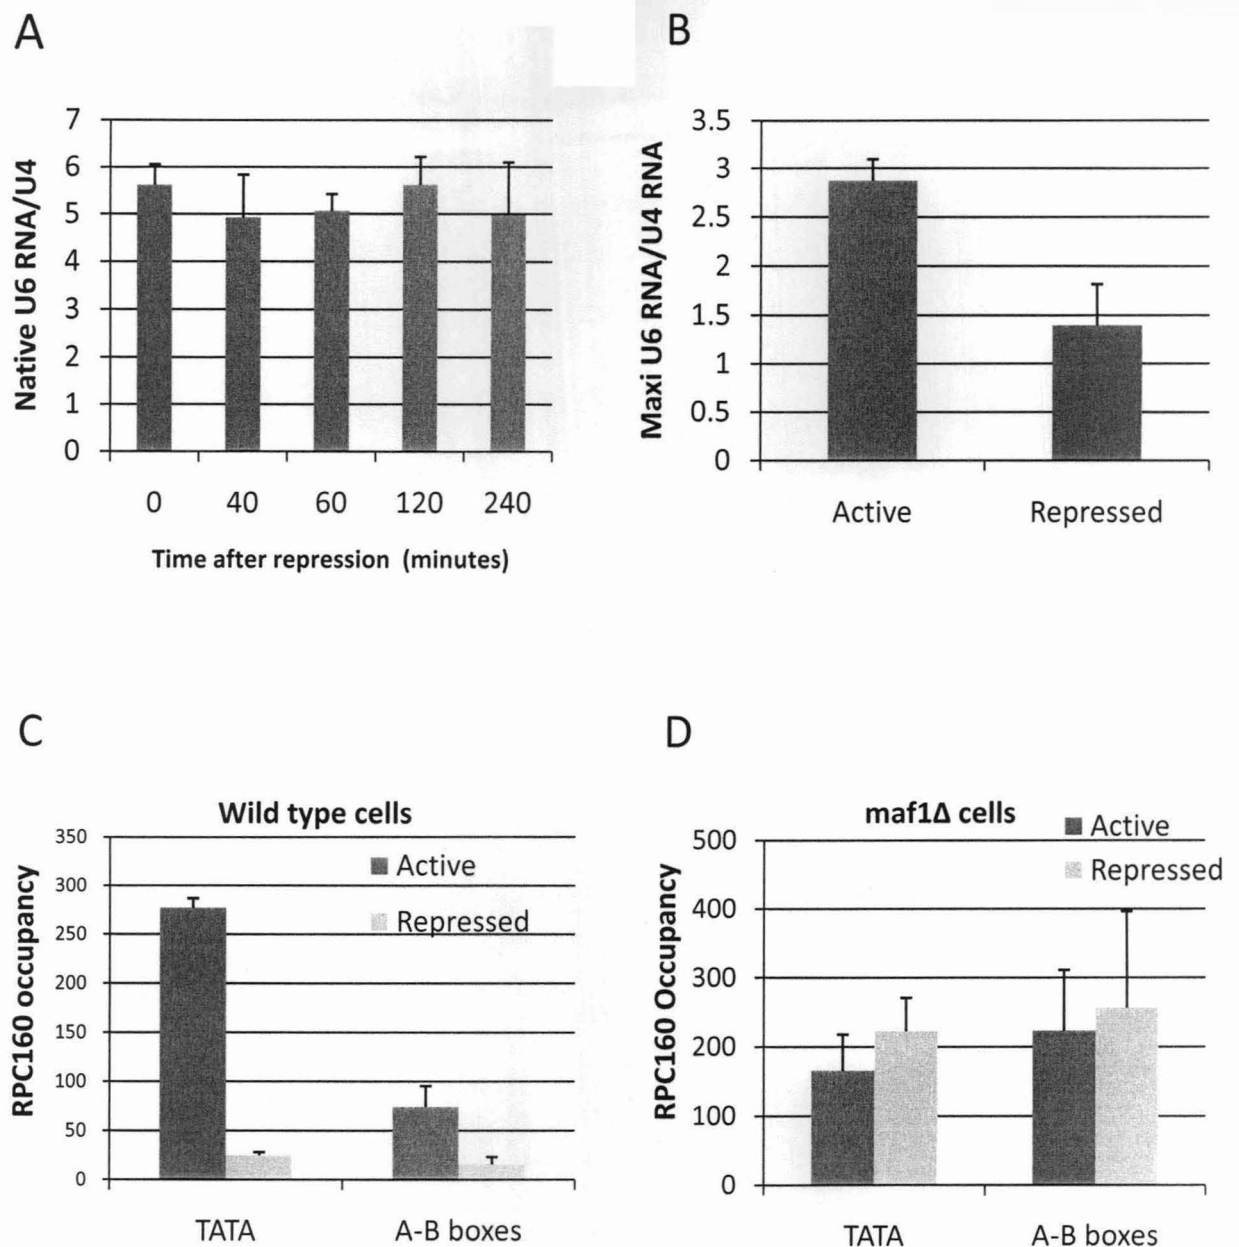 A
Native U6 RNA/U4
7
6
5
4
3
2
1
0
0 40 60 120 240
Time after repression (minutes)
B
Maxi U6 RNA/U4 RNA
3.5
3
2.5
2
1.5
1
0.5
0
Active Repressed
C
Wild type cells
RPC160 occupancy
350
300
250
200
150
100
50
0
Active
Repressed
TATA A-B boxes
D
maf1Δ cells
RPC160 Occupancy
500
400
300
200
100
0
Active
Repressed
TATA A-B boxes